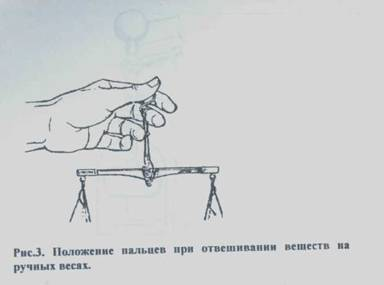 Рис.3. Положение пальцев при отвешивании веществ на
ручных весах.